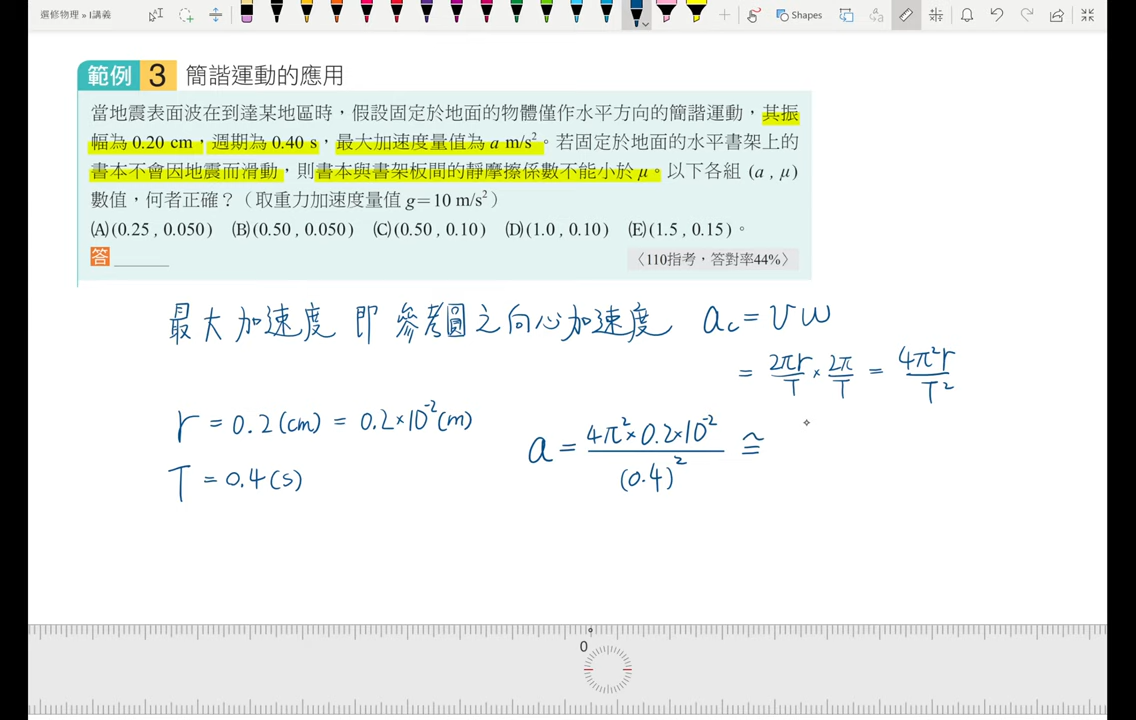 選修物理 » 1講義
Shapes
範例 3 簡諧運動的應用
當地震表面波在到達某地區時，假設固定於地面的物體僅作水平方向的簡諧運動，其振
幅為 0.20 cm，週期為 0.40 s，最大加速度量值為 a m/s²。若固定於地面的水平書架上的
書本不會因地震而滑動，則書本與書架板間的靜摩擦係數不能小於 μ。以下各組 (a , μ)
數值，何者正確？（取重力加速度量值 g＝10 m/s²）
(A)(0.25 , 0.050) (B)(0.50 , 0.050) (C)(0.50 , 0.10) (D)(1.0 , 0.10) (E)(1.5 , 0.15)。
答
〈110指考，答對率44%〉
最大加速度 即 參考圓之向心加速度 ac = vω
= 2πr/T × 2π/T = 4π²r/T²
r = 0.2 (cm) = 0.2×10⁻² (m)
a = 4π²×0.2×10⁻²/(0.4)² ≅
T = 0.4 (s)
0